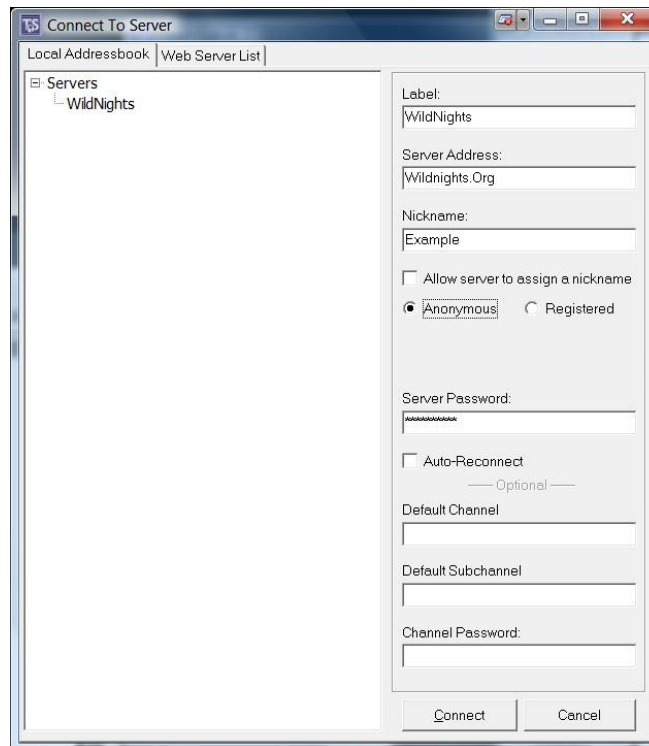 TS Connect To Server
Local Addressbook Web Server List
Servers
WildNights
Label:
WildNights
Server Address:
Wildnights.Org
Nickname:
Example
Allow server to assign a nickname
Anonymous Registered
Server Password:
**********
Auto-Reconnect
Optional
Default Channel
Default Subchannel
Channel Password:
Connect Cancel